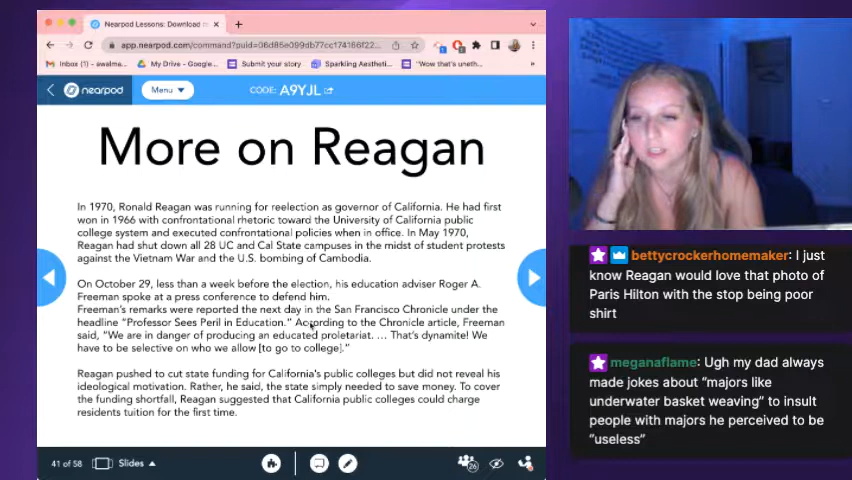 Nearpod Lessons: Download r
app.nearpod.com/command?puid=06d85e099db77cc174166f22...
Inbox (6) - awalma...
My Drive - Google...
Submit your story
Sparkling Aestheti...
"Wow that's uneth...
nearpod
Menu
CODE: A9YJL
More on Reagan
In 1970, Ronald Reagan was running for reelection as governor of California. He had first
won in 1966 with confrontational rhetoric toward the University of California public
college system and executed confrontational policies when in office. In May 1970,
Reagan had shut down all 28 UC and Cal State campuses in the midst of student protests
against the Vietnam War and the U.S. bombing of Cambodia.
On October 29, less than a week before the election, his education adviser Roger A.
Freeman spoke at a press conference to defend him.
Freeman's remarks were reported the next day in the San Francisco Chronicle under the
headline "Professor Sees Peril in Education." According to the Chronicle article, Freeman
said, "We are in danger of producing an educated proletariat. ... That's dynamite! We
have to be selective on who we allow [to go to college]."
Reagan pushed to cut state funding for California's public colleges but did not reveal his
ideological motivation. Rather, he said, the state simply needed to save money. To cover
the funding shortfall, Reagan suggested that California public colleges could charge
residents tuition for the first time.
41 of 58
Slides
26
bettycrockerhomemaker: I just
know Reagan would love that photo of
Paris Hilton with the stop being poor
shirt
meganaflame: Ugh my dad always
made jokes about "majors like
underwater basket weaving" to insult
people with majors he perceived to be
"useless"